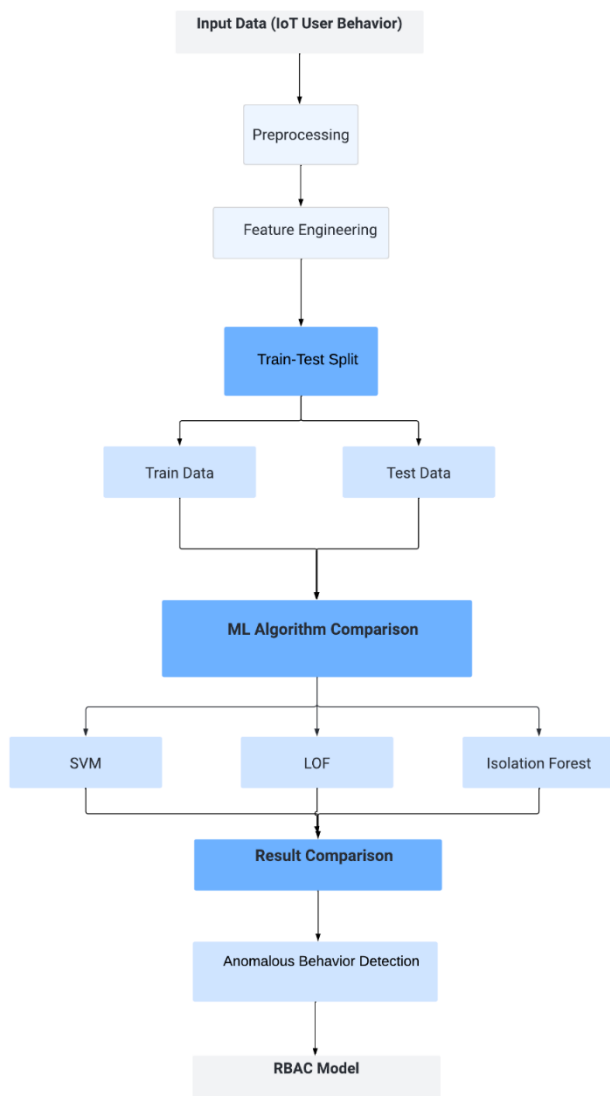 Input Data (IoT User Behavior)
Preprocessing
Feature Engineering
Train-Test Split
Train Data
Test Data
ML Algorithm Comparison
SVM
LOF
Isolation Forest
Result Comparison
Anomalous Behavior Detection
RBAC Model